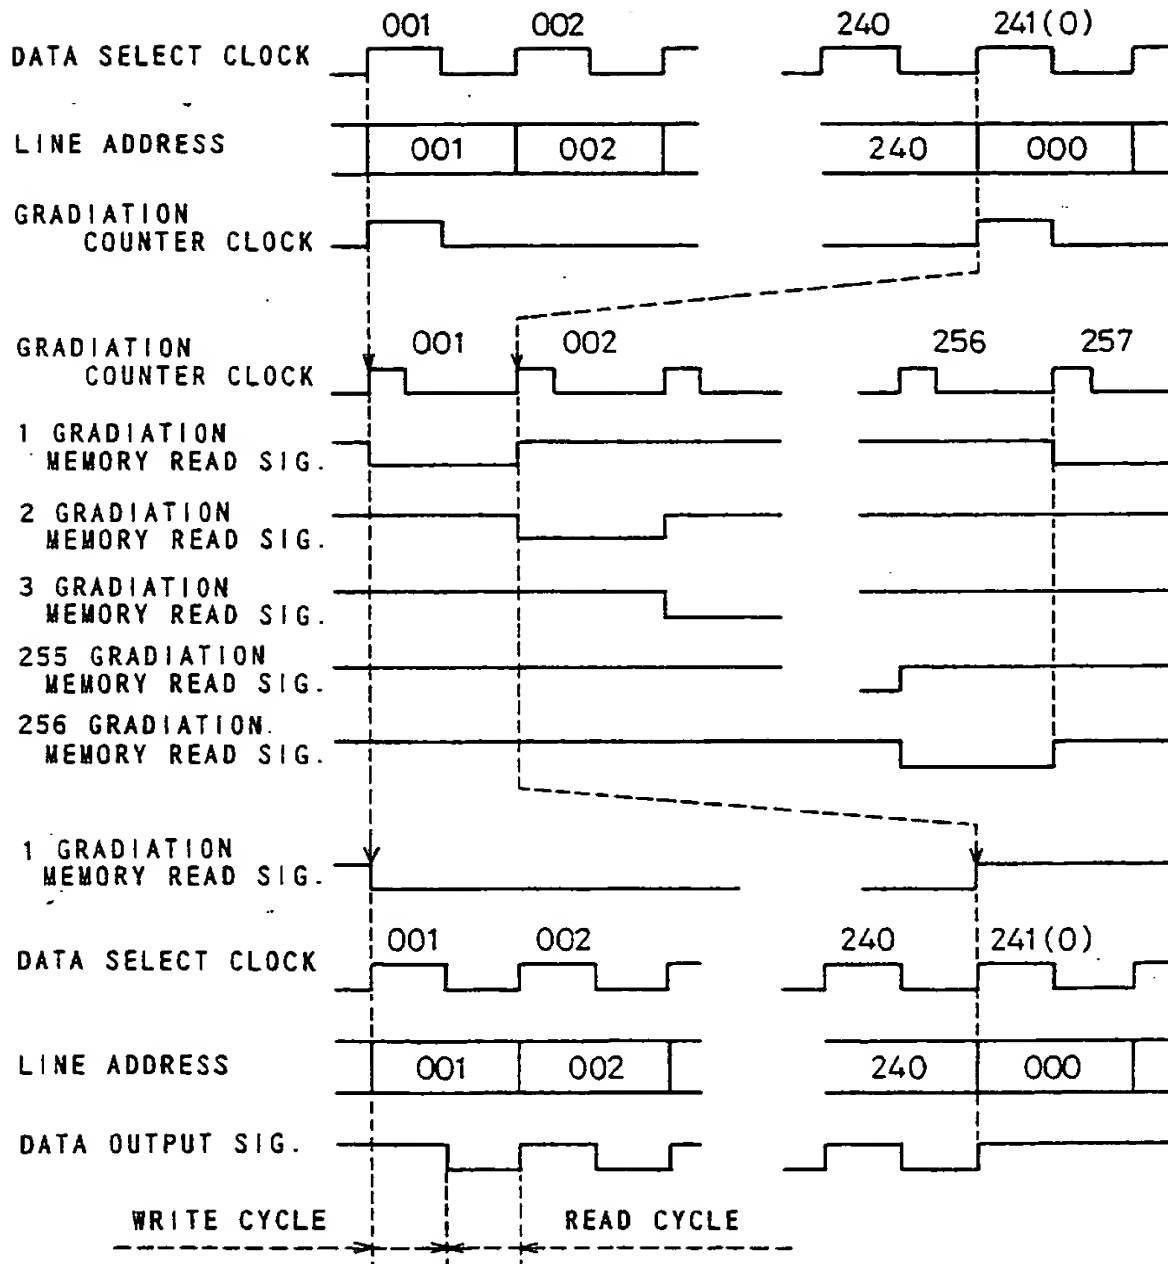 001 002 240 241(0)
DATA SELECT CLOCK
LINE ADDRESS 001 002 240 000
GRADIATION
COUNTER CLOCK
GRADIATION 001 002 256 257
COUNTER CLOCK
1 GRADIATION
MEMORY READ SIG.
2 GRADIATION
MEMORY READ SIG.
3 GRADIATION
MEMORY READ SIG.
255 GRADIATION
MEMORY READ SIG.
256 GRADIATION.
MEMORY READ SIG.
1 GRADIATION
MEMORY READ SIG.
001 002 240 241(0)
DATA SELECT CLOCK
LINE ADDRESS 001 002 240 000
DATA OUTPUT SIG.
WRITE CYCLE READ CYCLE